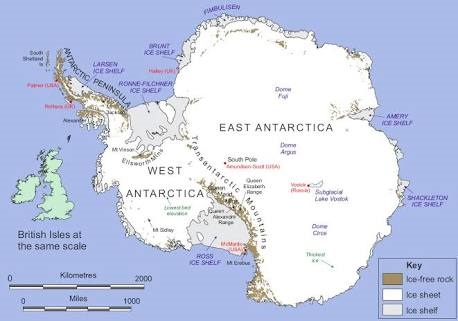 FIMBULISEN
South
Shetland
Is
ANTARCTIC PENINSULA
LARSEN
ICE SHELF
BRUNT
ICE SHELF
Halley (UK)
Palmer (USA)
RONNE-FILCHNER
ICE SHELF
Rothera (UK)
Alexander I
Dome
Fuji
EAST ANTARCTICA
AMERY
ICE SHELF
Mt Vinson
Ellsworth Mts
Transantarctic Mountains
Dome
Argus
South Pole
Amundsen-Scott (USA)
WEST
ANTARCTICA
Queen
Elizabeth
Range
Vostok
(Russia)
Subglacial
Lake Vostok
SHACKLETON
ICE SHELF
Queen
Maud
Lowest bed
elevation
Queen
Alexandra
Range
Mt Sidley
Dome
Circe
McMurdo
(USA)
ROSS
ICE SHELF
Mt Erebus
Thickest
ice
British Isles at
the same scale
Kilometres
0
2000
Miles
0
1000
Key
Ice-free rock
Ice sheet
Ice shelf